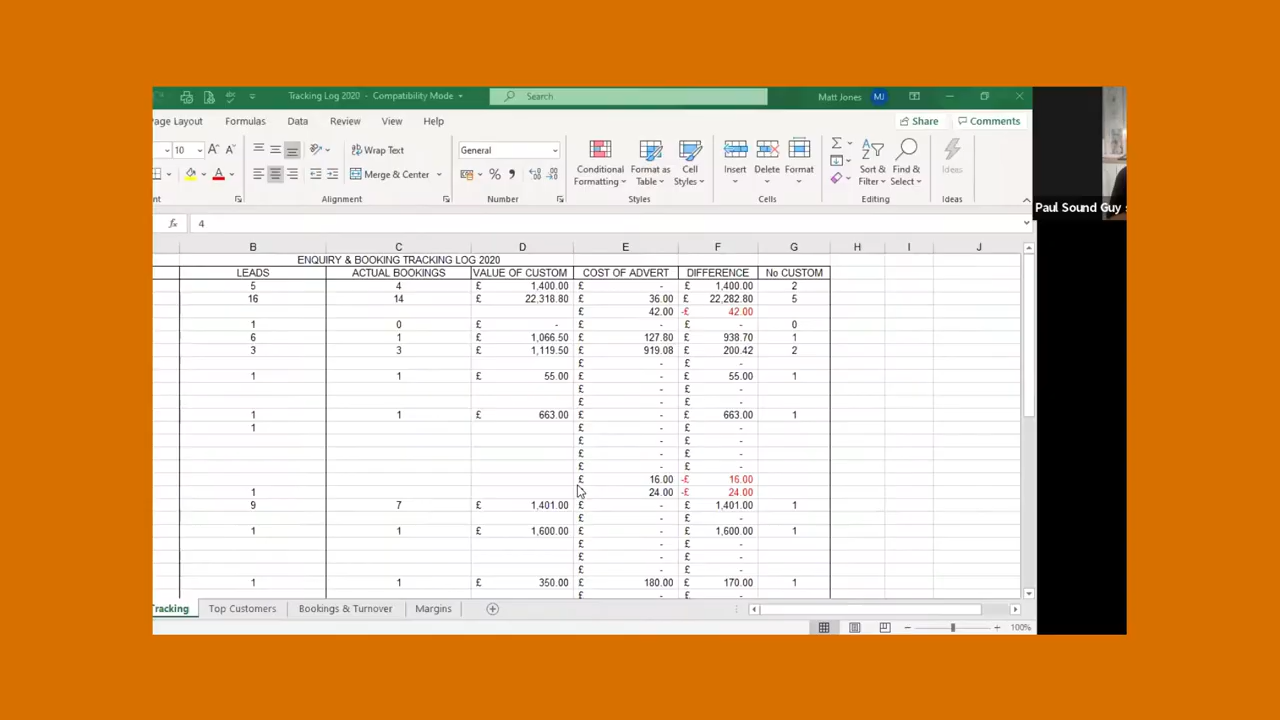 Tracking Log 2020 - Compatibility Mode Search Matt Jones MJ
Page Layout Formulas Data Review View Help Share Comments
10 A A Wrap Text General Conditional Formatting Format as Table Cell Styles Insert Delete Format Sort & Filter Find & Select Ideas
Merge & Center % ,
Alignment Number Styles Cells Editing Ideas
Paul Sound Guy
fx 4
B C D E F G H I J
ENQUIRY & BOOKING TRACKING LOG 2020
LEADS ACTUAL BOOKINGS VALUE OF CUSTOM COST OF ADVERT DIFFERENCE No CUSTOM
5 4 £ 1,400.00 £ - £ 1,400.00 2
16 14 £ 22,318.80 £ 36.00 £ 22,282.80 5
£ 42.00 -£ 42.00
1 0 £ - £ - £ - 0
6 1 £ 1,066.50 £ 127.80 £ 938.70 1
3 3 £ 1,119.50 £ 919.08 £ 200.42 2
£ - £ -
1 1 £ 55.00 £ - £ 55.00 1
£ - £ -
£ - £ -
1 1 £ 663.00 £ - £ 663.00 1
1 £ - £ -
£ - £ -
£ - £ -
£ - £ -
£ 16.00 -£ 16.00
1 £ 24.00 -£ 24.00
9 7 £ 1,401.00 £ - £ 1,401.00 1
£ - £ -
1 1 £ 1,600.00 £ - £ 1,600.00 1
£ - £ -
£ - £ -
£ - £ -
1 1 £ 350.00 £ 180.00 £ 170.00 1
£ - £ -
Tracking Top Customers Bookings & Turnover Margins
100%